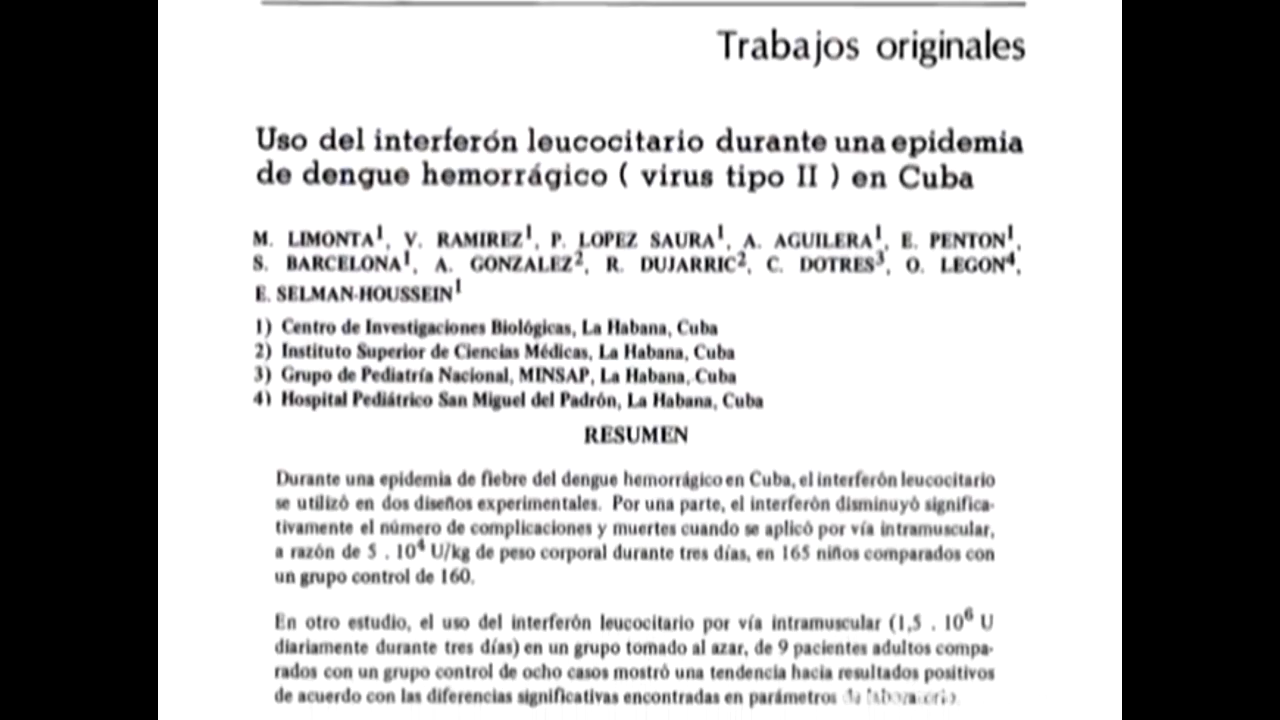 Trabajos originales
Uso del interferón leucocitario durante una epidemia
de dengue hemorrágico ( virus tipo II ) en Cuba
M. LIMONTA¹, V. RAMIREZ¹, P. LOPEZ SAURA¹, A. AGUILERA¹, E. PENTON¹,
S. BARCELONA¹, A. GONZALEZ², R. DUJARRIC², C. DOTRES³, O. LEGON⁴,
E. SELMAN-HOUSSEIN¹
1) Centro de Investigaciones Biológicas, La Habana, Cuba
2) Instituto Superior de Ciencias Médicas, La Habana, Cuba
3) Grupo de Pediatría Nacional, MINSAP, La Habana, Cuba
4) Hospital Pediátrico San Miguel del Padrón, La Habana, Cuba
RESUMEN
Durante una epidemia de fiebre del dengue hemorrágico en Cuba, el interferón leucocitario
se utilizó en dos diseños experimentales. Por una parte, el interferón disminuyó significa-
tivamente el número de complicaciones y muertes cuando se aplicó por vía intramuscular,
a razón de 5 . 10⁴ U/kg de peso corporal durante tres días, en 165 niños comparados con
un grupo control de 160.
En otro estudio, el uso del interferón leucocitario por vía intramuscular (1,5 . 10⁶ U
diariamente durante tres días) en un grupo tomado al azar, de 9 pacientes adultos compa-
rados con un grupo control de ocho casos mostró una tendencia hacia resultados positivos
de acuerdo con las diferencias significativas encontradas en parámetros